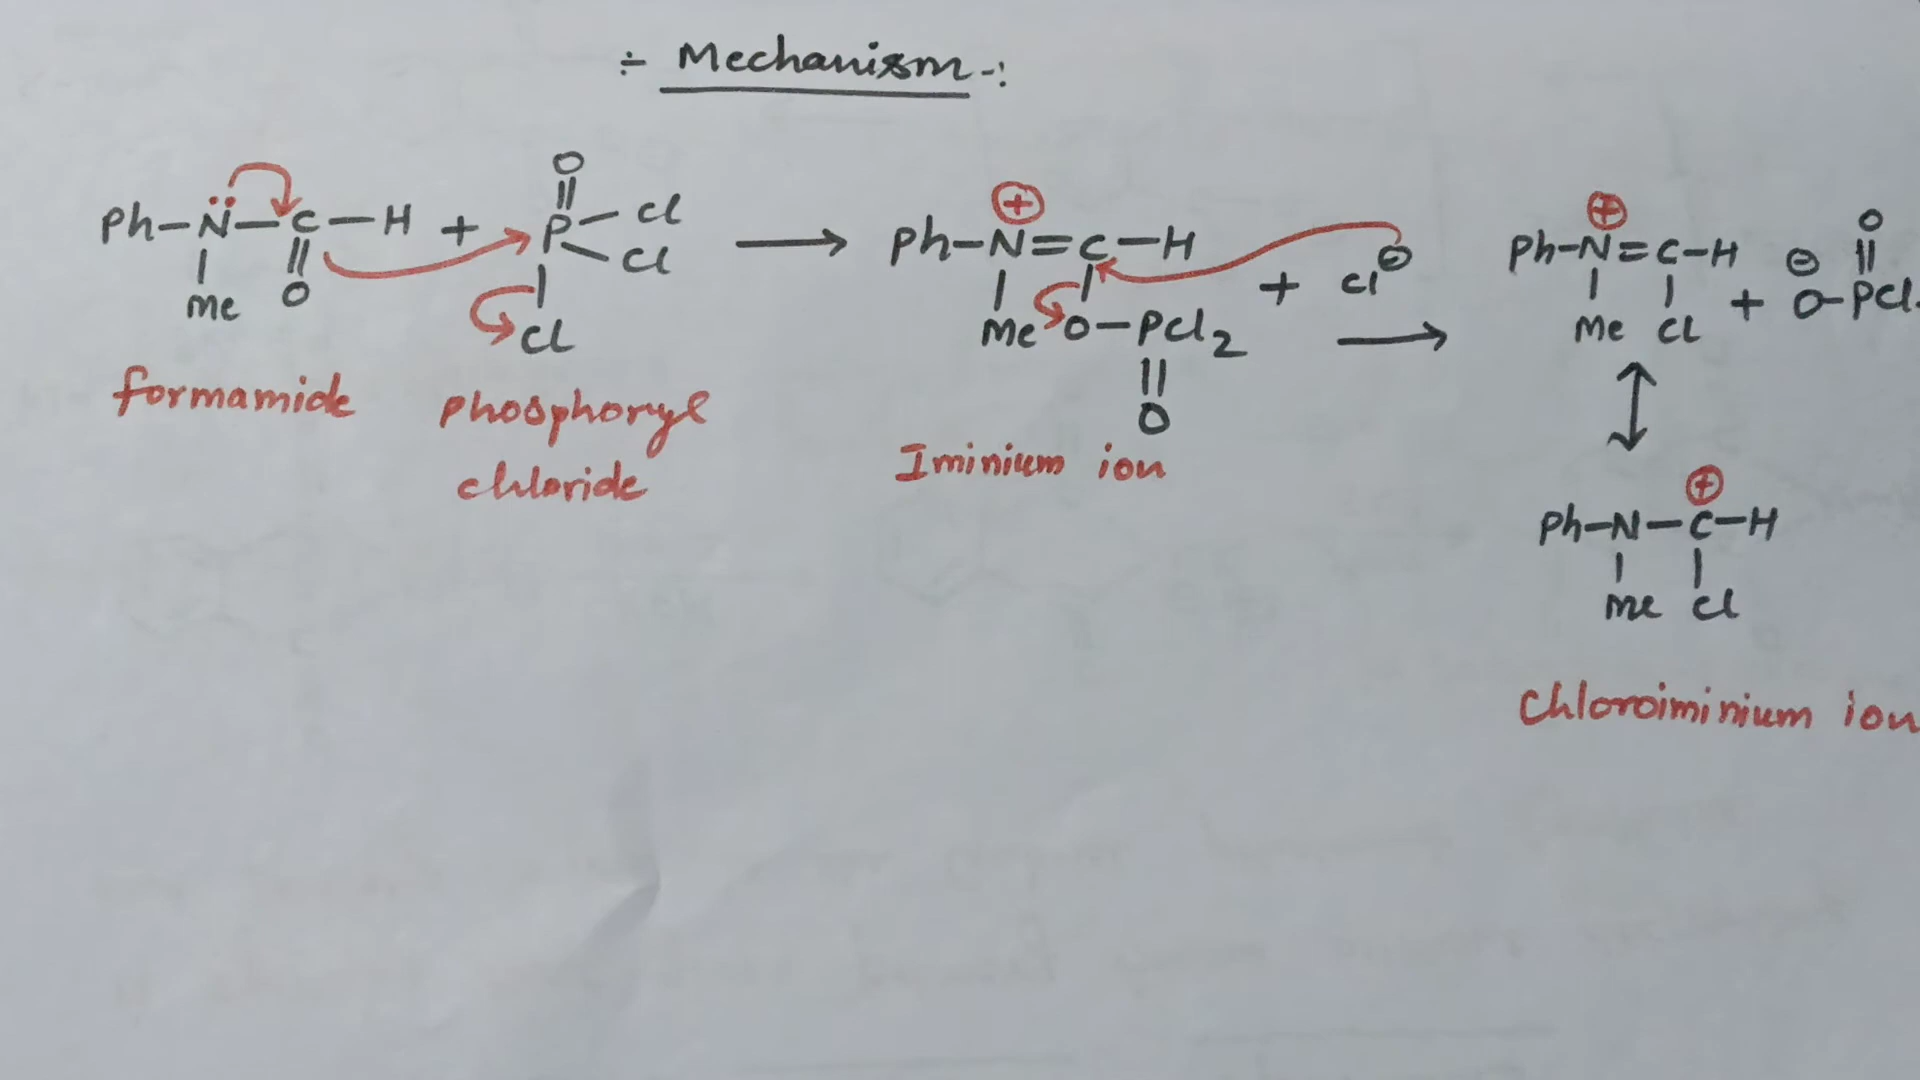 ÷ Mechanism -:
O
||
Ph-N̈-C-H + P-Cl
Cl
Me O
Cl
⟶
⊕
Ph-N=C-H + Cl⊖
Me O-PCl2
||
O
⟶
⊕
Ph-N=C-H + ⊖O-PCl
Me Cl
O
||
↕
⊕
Ph-N-C-H
Me Cl
formamide
phosphoryl
chloride
Iminium ion
Chloroiminium ion